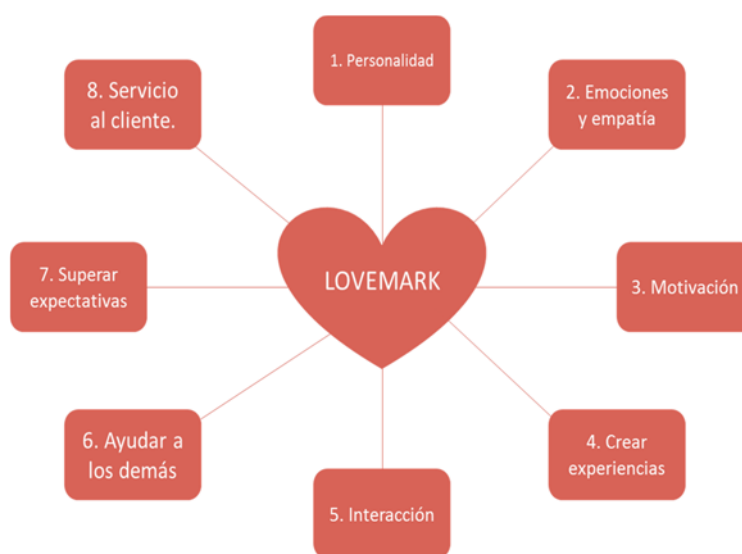 1. Personalidad
2. Emociones
y empatía
3. Motivación
4. Crear
experiencias
5. Interacción
6. Ayudar a
los demás
7. Superar
expectativas
8. Servicio
al cliente.
LOVEMARK